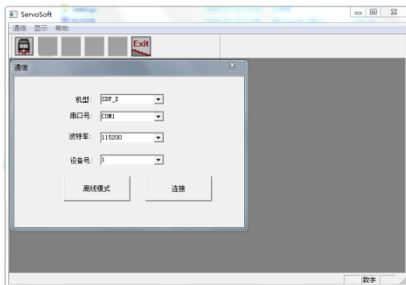 ServoSoft
通信 显示 帮助
Exit
通信
机型:
串口号: COM1
波特率: 115200
设备号: 1
离线模式 连接
数字